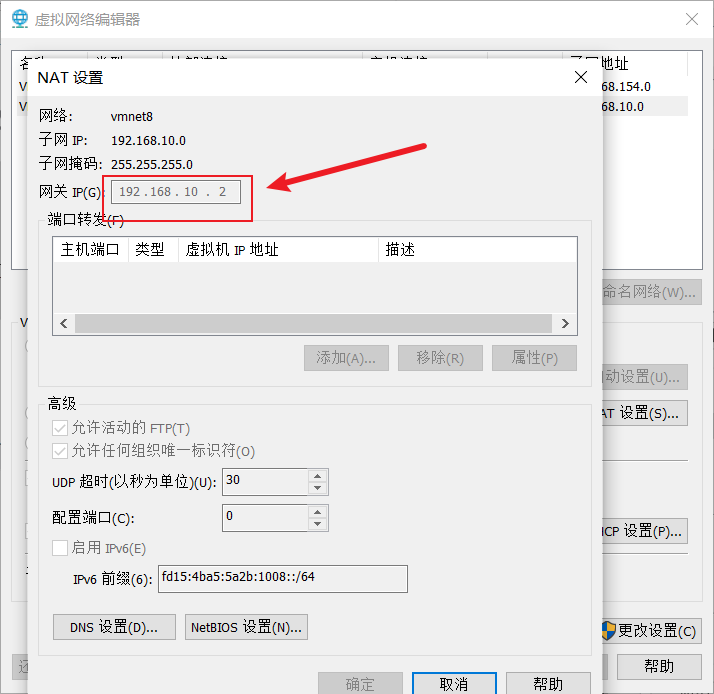 虚拟网络编辑器
子网地址
68.154.0
68.10.0
NAT 设置
网络: vmnet8
子网 IP: 192.168.10.0
子网掩码: 255.255.255.0
网关 IP(G): 192.168.10.2
端口转发(F)
主机端口 类型 虚拟机 IP 地址 描述
添加(A)... 移除(R) 属性(P)
高级
允许活动的 FTP(T)
允许任何组织唯一标识符(O)
UDP 超时(以秒为单位)(U): 30
配置端口(C): 0
启用 IPv6(E)
IPv6 前缀(6): fd15:4ba5:5a2b:1008::/64
DNS 设置(D)... NetBIOS 设置(N)...
确定 取消 帮助
命名网络(W)...
动设置(U)...
AT 设置(S)...
CP 设置(P)...
更改设置(C)
还
帮助